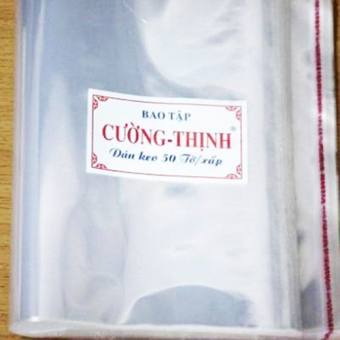 BAO TẬP
CƯỜNG-THỊNH®
Dán keo 50 Tờ/xấp